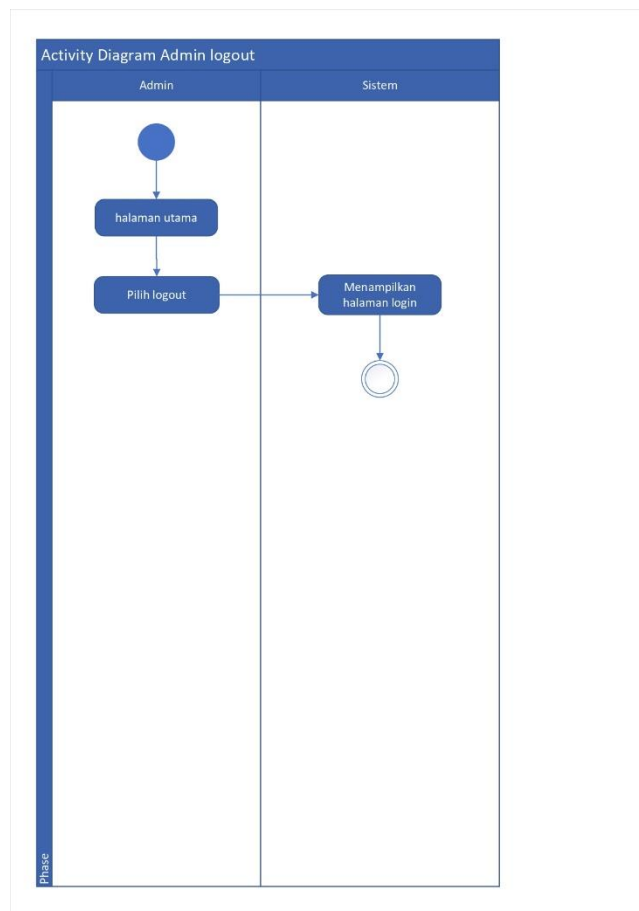 Activity Diagram Admin logout
Admin
Sistem
halaman utama
Pilih logout
Menampilkan
halaman login
Phase